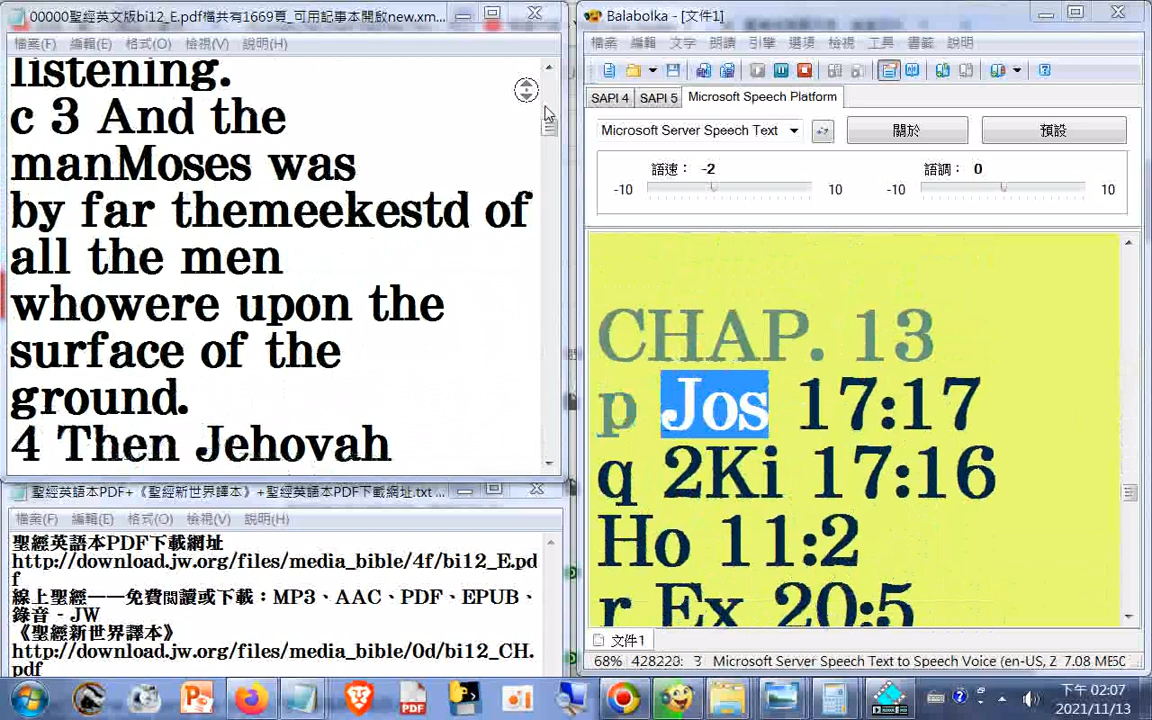 00000聖經英文版bi12_E.pdf檔共有1669頁_可用記事本開啟new.xm...
檔案(F) 編輯(E) 格式(O) 檢視(V) 說明(H)
listening.
c 3 And the
manMoses was
by far themeekestd of
all the men
whowere upon the
surface of the
ground.
4 Then Jehovah
聖經英語本PDF+《聖經新世界譯本》+聖經英語本PDF下載網址.txt ...
檔案(F) 編輯(E) 格式(O) 檢視(V) 說明(H)
聖經英語本PDF下載網址
http://download.jw.org/files/media_bible/4f/bi12_E.pd
f
線上聖經——免費閱讀或下載：MP3、AAC、PDF、EPUB、
錄音 - JW
《聖經新世界譯本》
http://download.jw.org/files/media_bible/0d/bi12_CH.
pdf
Balabolka - [文件1]
檔案 編輯 文字 朗讀 引擎 選項 檢視 工具 書籤 說明
SAPI 4 SAPI 5 Microsoft Speech Platform
Microsoft Server Speech Text 關於 預設
語速： -2 語調： 0
-10 10 -10 10
CHAP. 13
p Jos 17:17
q 2Ki 17:16
Ho 11:2
r Ex 20:5
文件1
68% 428223: 3 Microsoft Server Speech Text to Speech Voice (en-US, Z 7.08 ME50
PDF
下午 02:07
2021/11/13